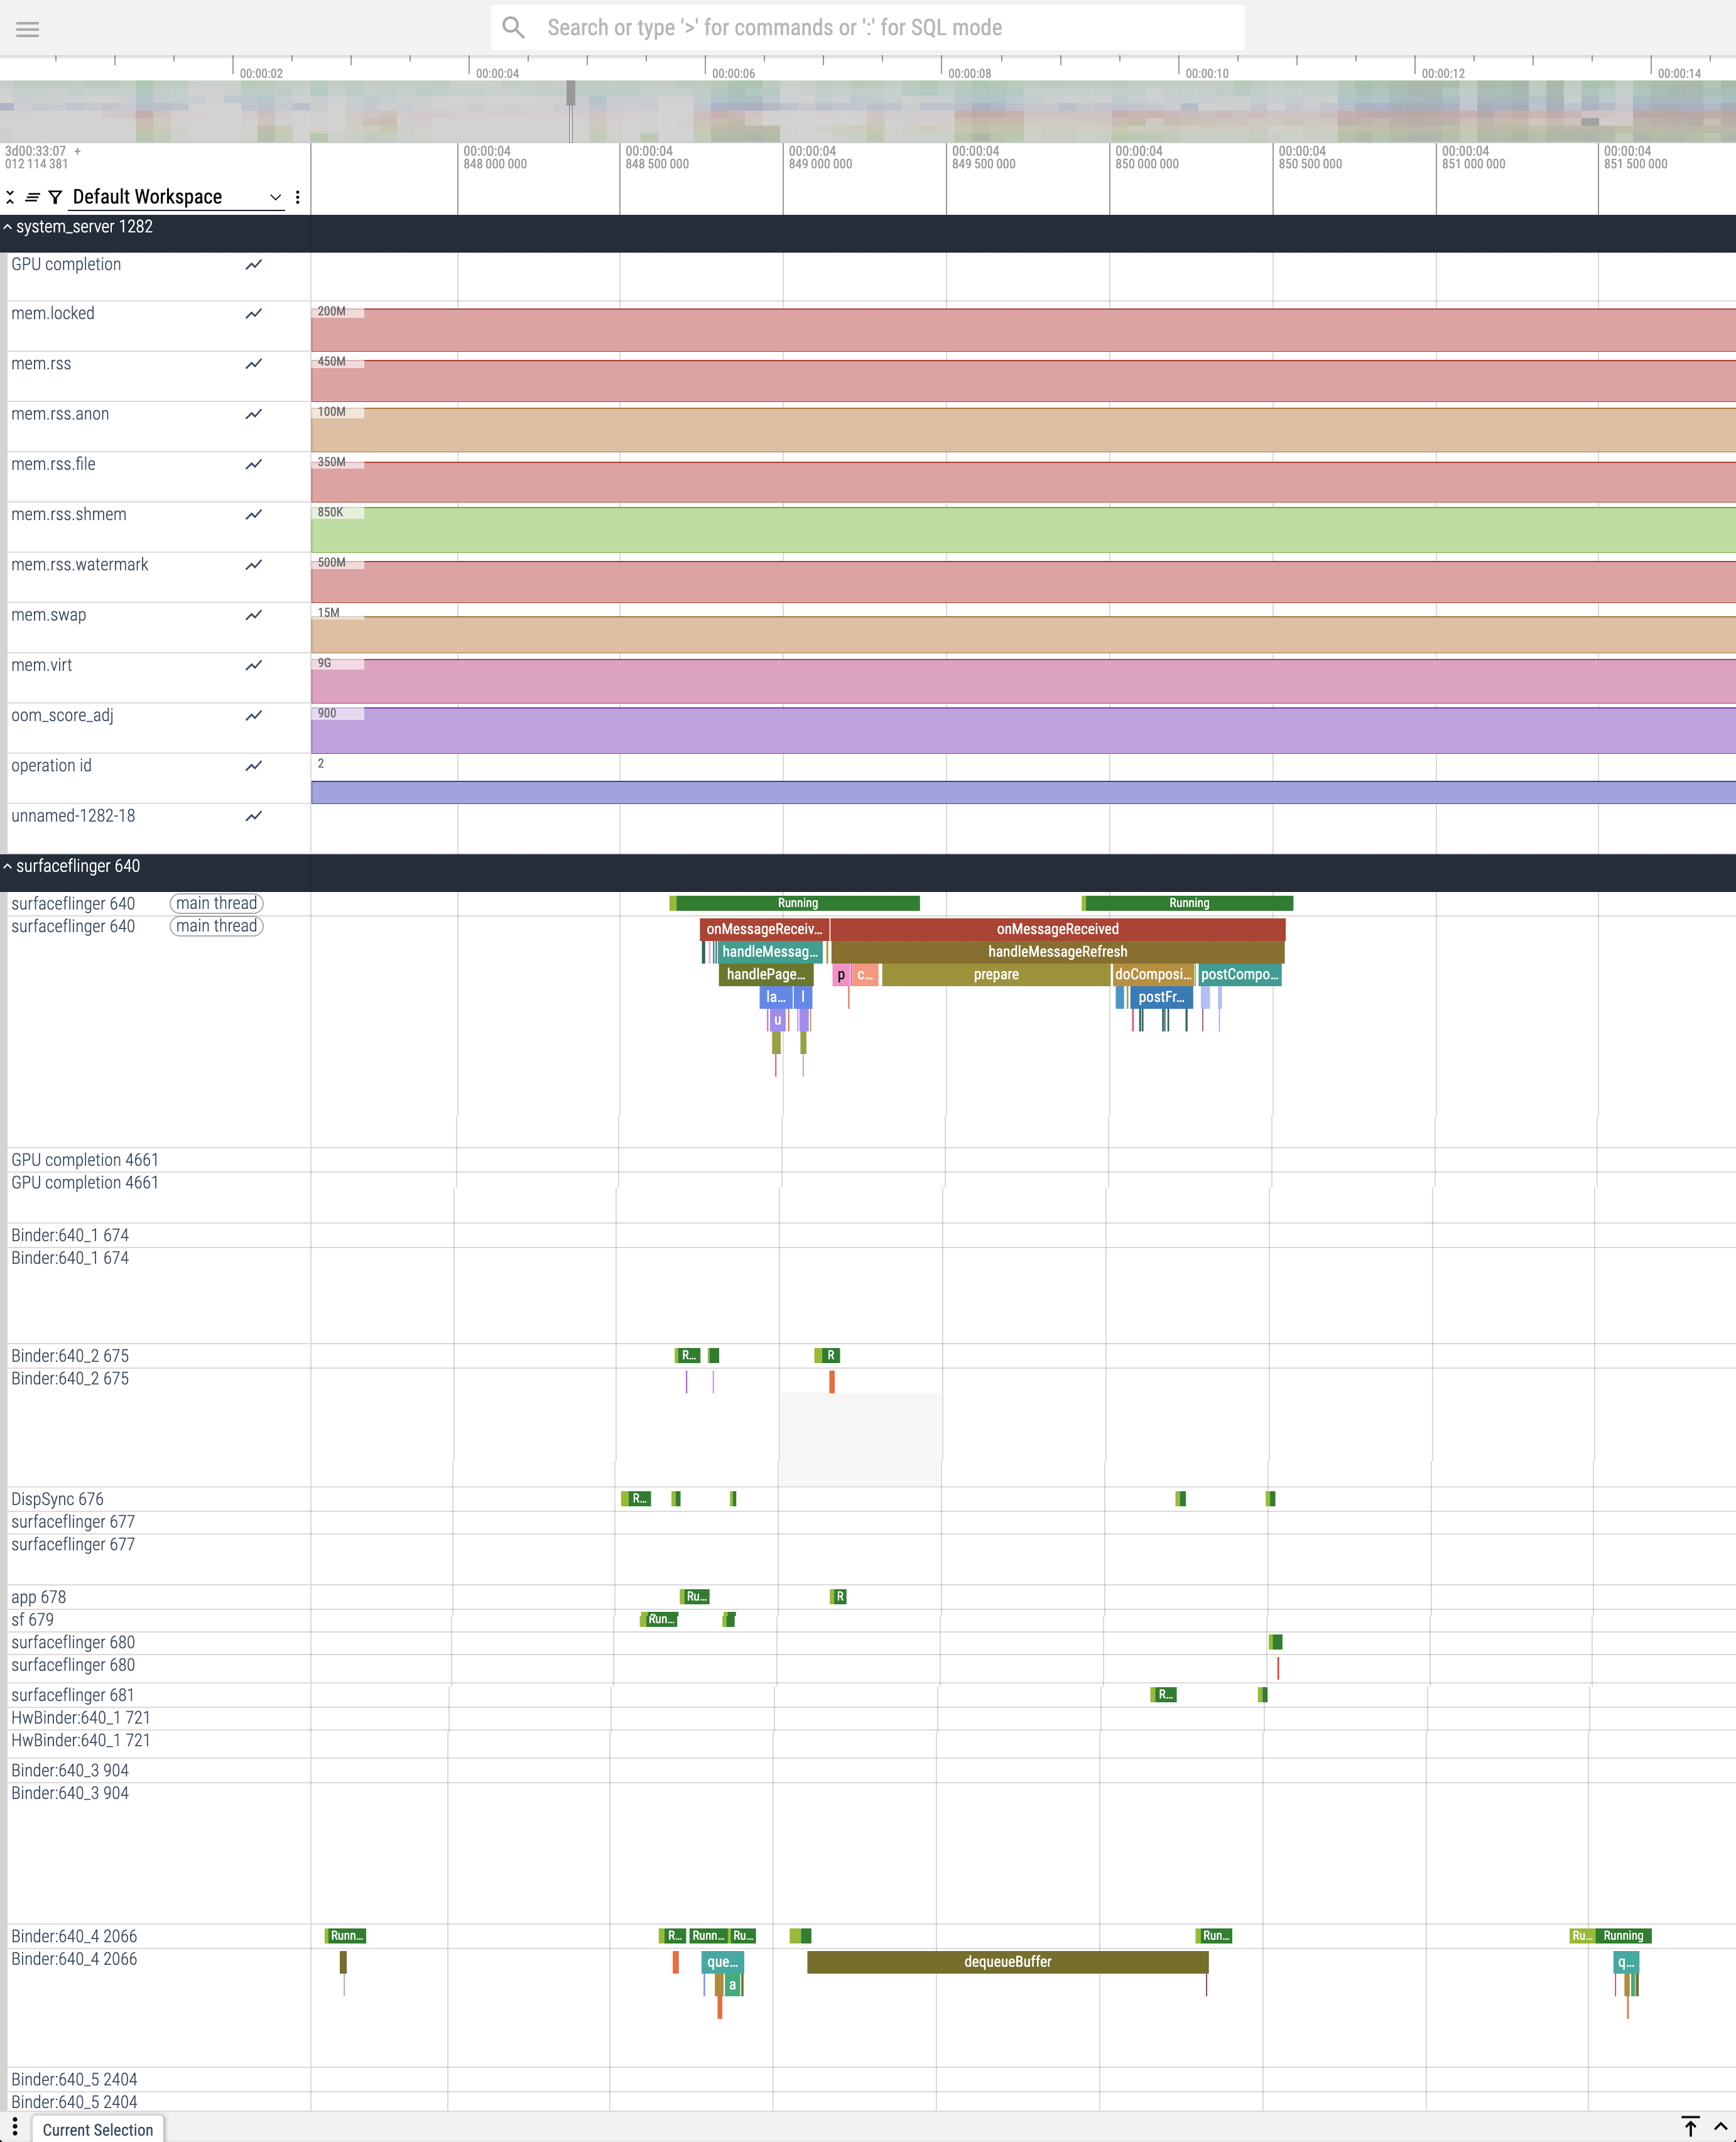 Search or type '>' for commands or ':' for SQL mode
00:00:02 00:00:04 00:00:06 00:00:08 00:00:10 00:00:12 00:00:14
3d00:33:07 + 00:00:04 00:00:04 00:00:04 00:00:04 00:00:04 00:00:04 00:00:04 00:00:04
012 114 381 848 000 000 848 500 000 849 000 000 849 500 000 850 000 000 850 500 000 851 000 000 851 500 000
Default Workspace
system_server 1282
GPU completion
mem.locked 200M
mem.rss 450M
mem.rss.anon 100M
mem.rss.file 350M
mem.rss.shmem 850K
mem.rss.watermark 500M
mem.swap 15M
mem.virt 9G
oom_score_adj 900
operation id 2
unnamed-1282-18
surfaceflinger 640
surfaceflinger 640 main thread Running Running
surfaceflinger 640 main thread onMessageReceiv... onMessageReceived
handleMessag... handleMessageRefresh
handlePage... p c... prepare doComposi... postCompo...
la... l postFr...
u
GPU completion 4661
GPU completion 4661
Binder:640_1 674
Binder:640_1 674
Binder:640_2 675 R... R
Binder:640_2 675
DispSync 676 R...
surfaceflinger 677
surfaceflinger 677
app 678 Ru... R
sf 679 Run...
surfaceflinger 680
surfaceflinger 680
surfaceflinger 681 R...
HwBinder:640_1 721
HwBinder:640_1 721
Binder:640_3 904
Binder:640_3 904
Binder:640_4 2066 Runn... R... Runn... Ru... Run... Ru... Running
Binder:640_4 2066 que... dequeueBuffer q...
a
Binder:640_5 2404
Binder:640_5 2404
Current Selection